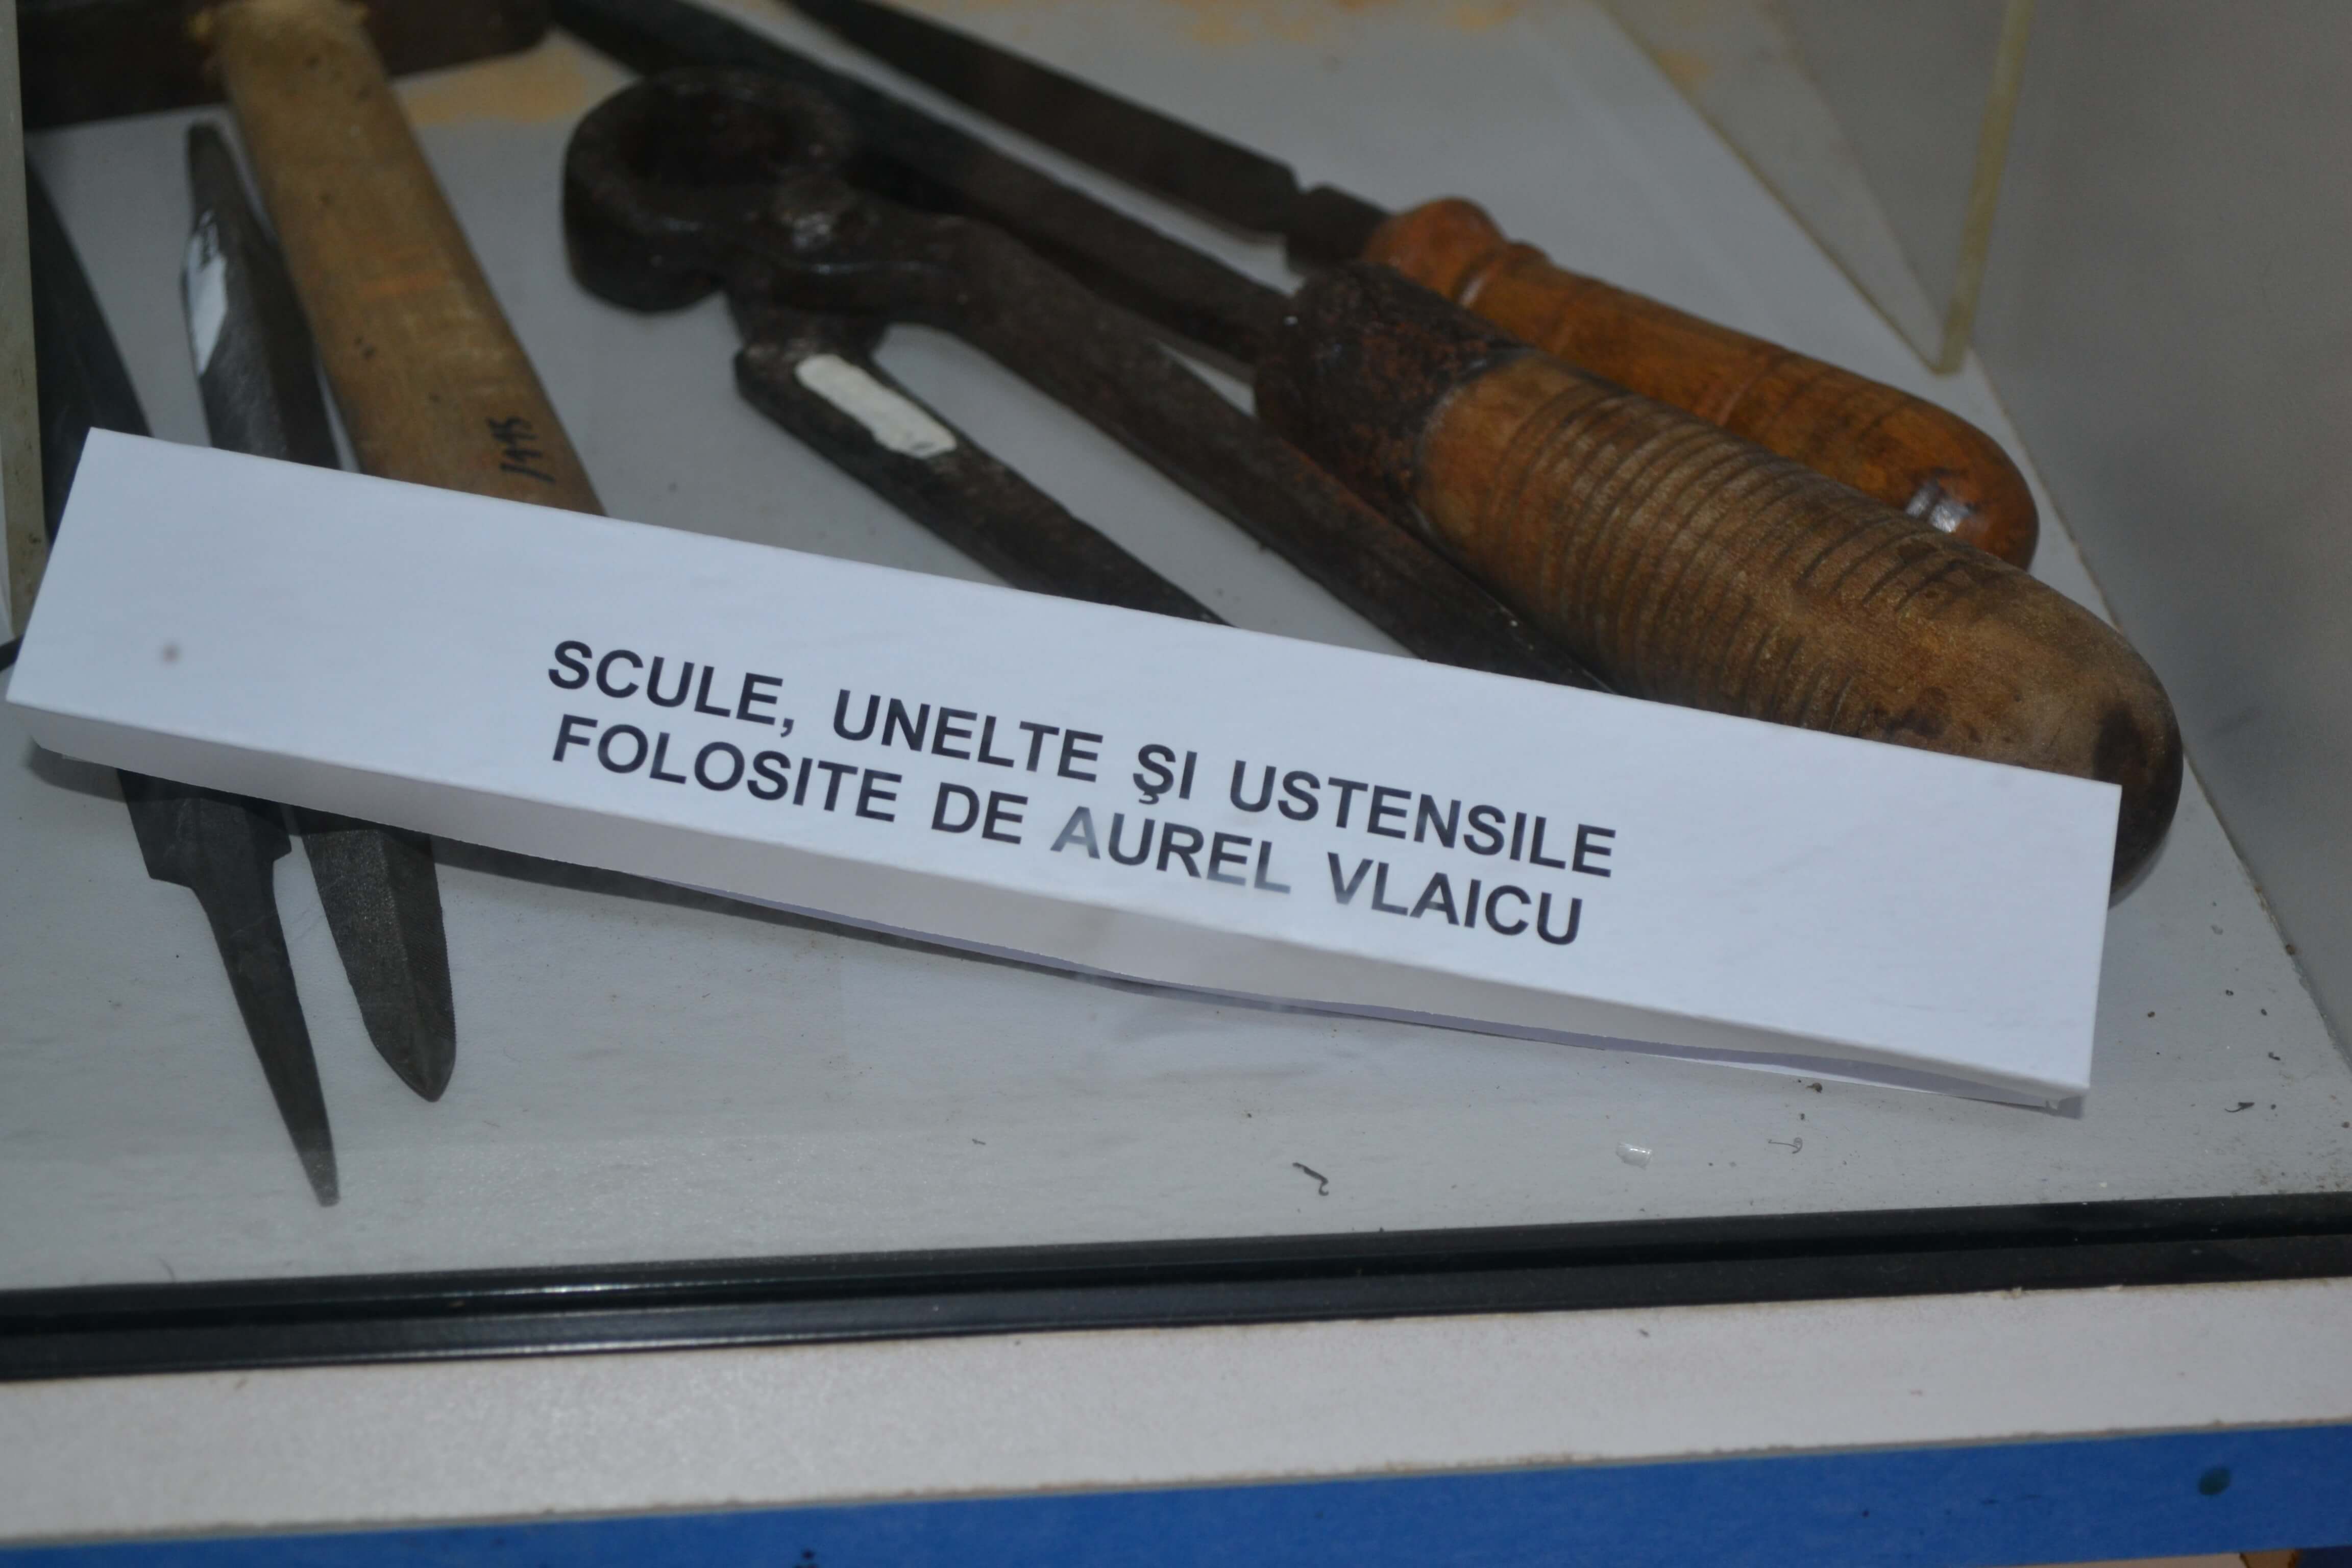 SCULE, UNELTE ŞI USTENSILE
FOLOSITE DE AUREL VLAICU